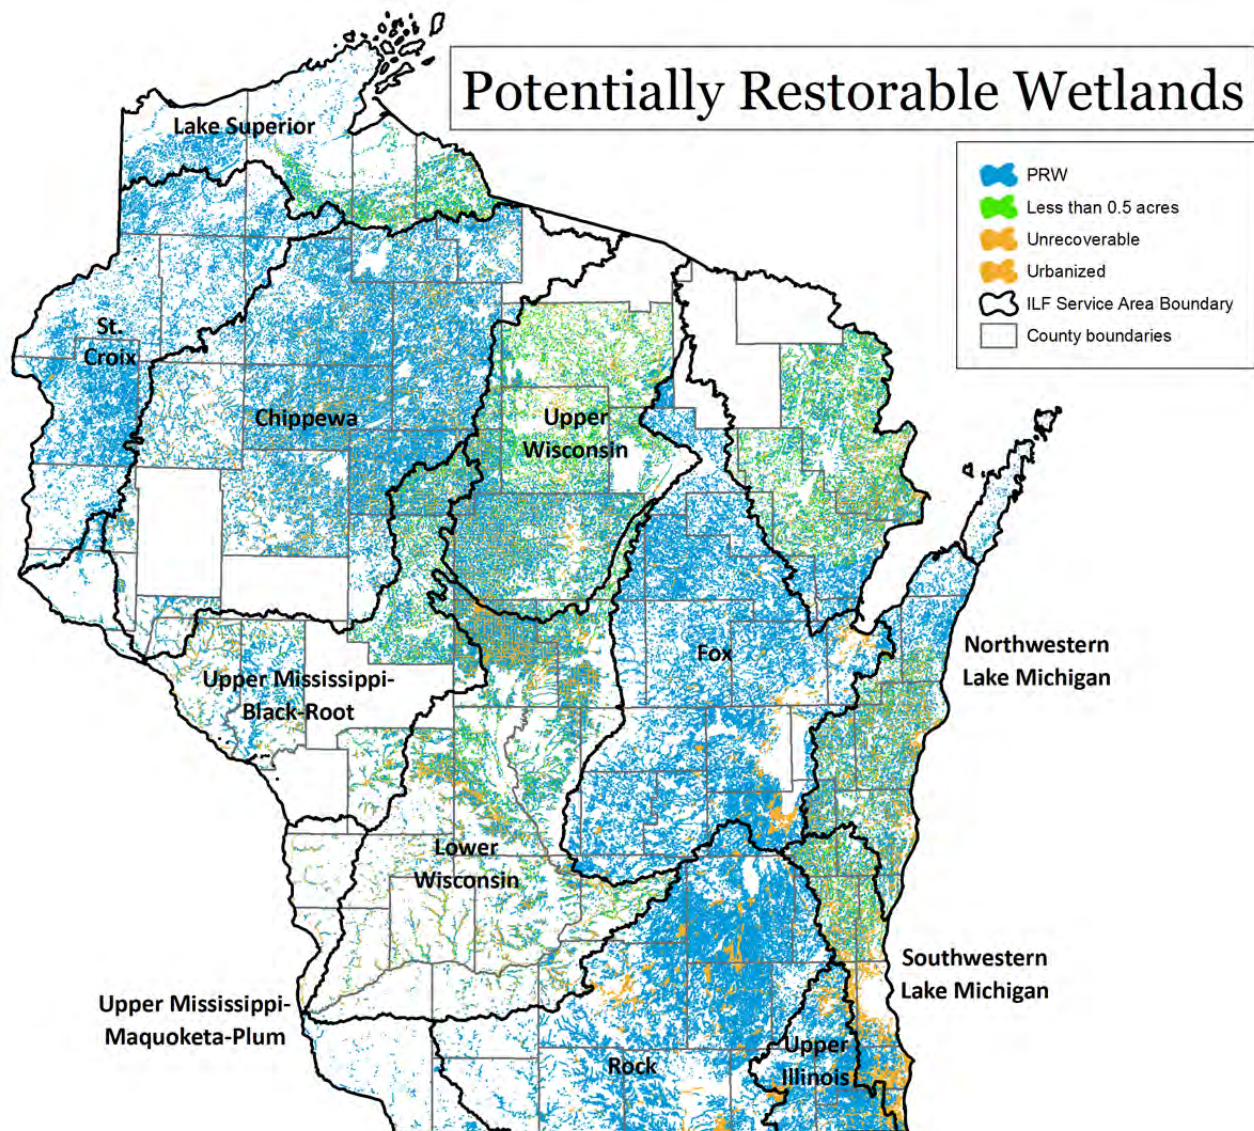 Potentially Restorable Wetlands
PRW
Less than 0.5 acres
Unrecoverable
Urbanized
ILF Service Area Boundary
County boundaries
Lake Superior
St.
Croix
Chippewa
Upper
Wisconsin
Fox
Northwestern
Lake Michigan
Upper Mississippi-
Black-Root
Lower
Wisconsin
Southwestern
Lake Michigan
Upper Mississippi-
Maquoketa-Plum
Rock
Upper
Illinois